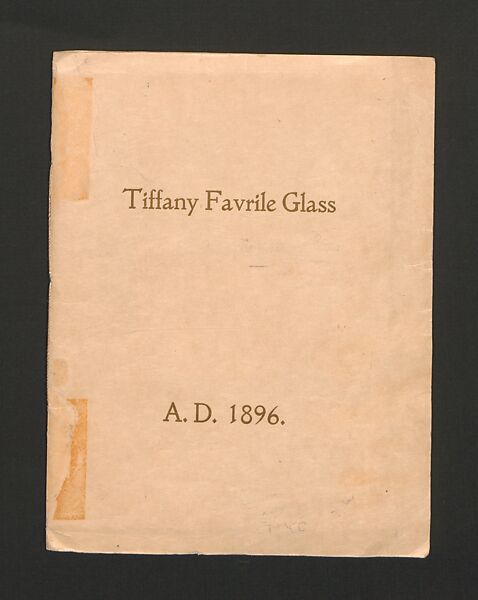 Tiffany Favrile Glass
A. D. 1896.